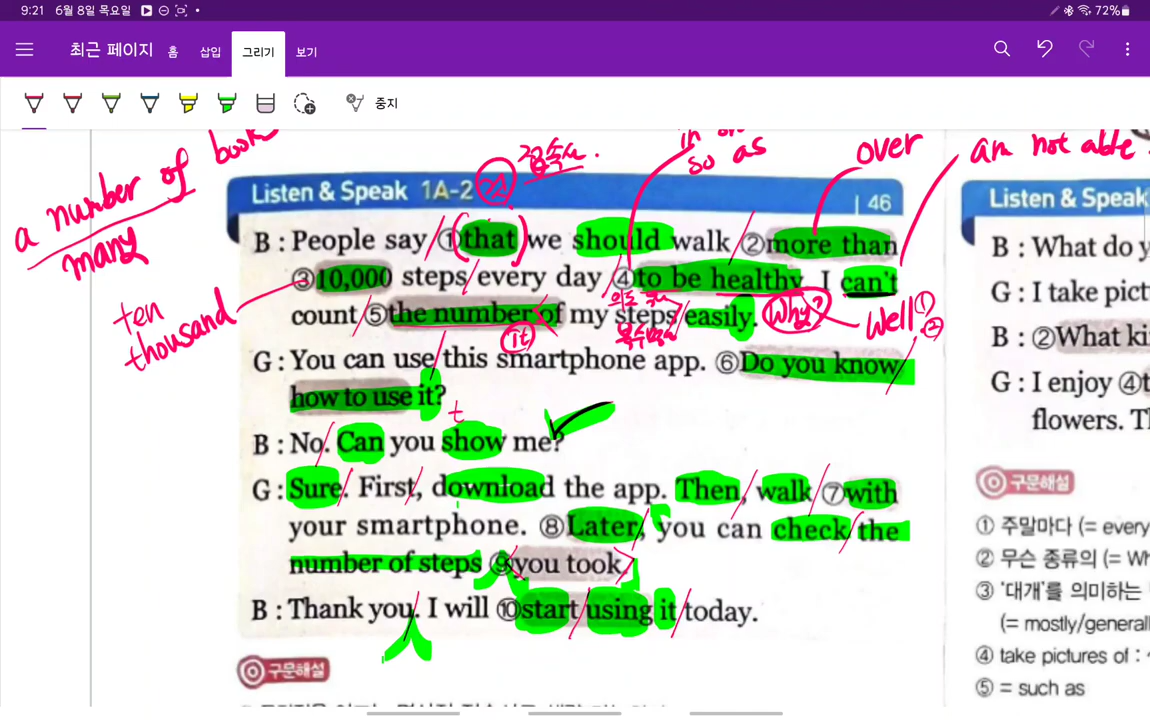 9:21 6월 8일 목요일
72%
최근 페이지 홈 삽입 그리기 보기
중지
book
a number of
many
so as
over
am not able
Listen & Speak 1A-2 접속사.
46
B : People say ①that we should walk ②more than
③10,000 steps every day ④to be healthy. I can't
count ⑤the number of my steps easily. Why? Well ① ②
ten
thousand
it
G : You can use this smartphone app. ⑥Do you know
how to use it?
t
B : No. Can you show me?
G : Sure. First, download the app. Then, walk ⑦with
your smartphone. ⑧Later, you can check the
number of steps ⑨you took.
B : Thank you. I will ⑩start using it today.
구문해설
Listen & Speak
B : What do y
G : I take pict
B : ②What ki
G : I enjoy ④t
flowers. Th
구문해설
① 주말마다 (= every
② 무슨 종류의 (= Wh
③ '대개'를 의미하는
(= mostly/generall
④ take pictures of :
⑤ = such as